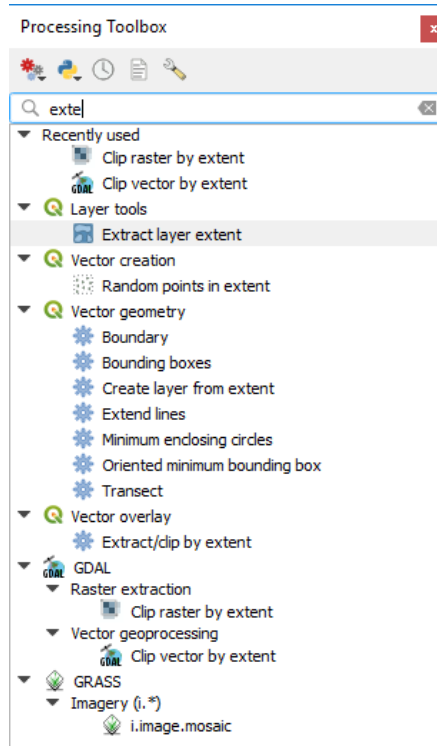 Processing Toolbox
x
exte
Recently used
Clip raster by extent
GDAL Clip vector by extent
Layer tools
Extract layer extent
Vector creation
Random points in extent
Vector geometry
Boundary
Bounding boxes
Create layer from extent
Extend lines
Minimum enclosing circles
Oriented minimum bounding box
Transect
Vector overlay
Extract/clip by extent
GDAL GDAL
Raster extraction
Clip raster by extent
Vector geoprocessing
GDAL Clip vector by extent
GRASS
Imagery (i.*)
i.image.mosaic